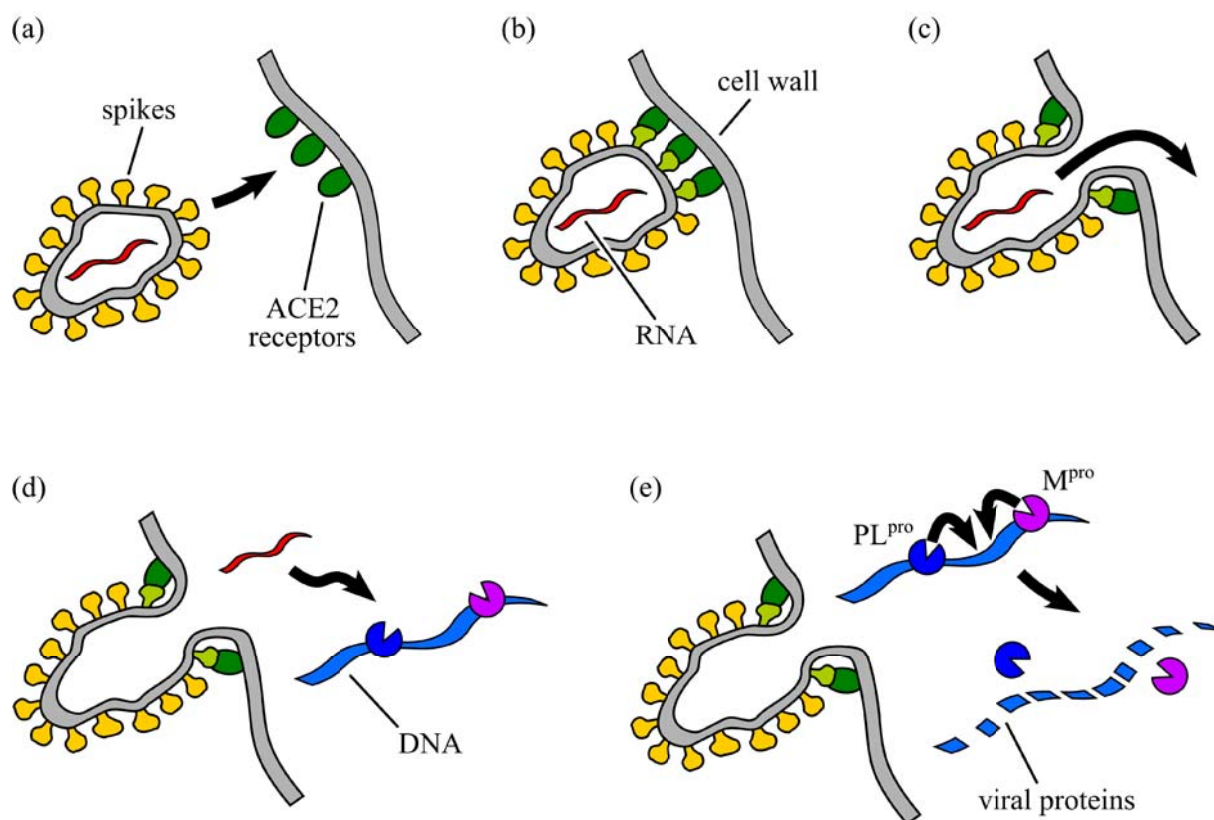 (a)
spikes
ACE2
receptors
(b)
cell wall
RNA
(c)
(d)
DNA
(e)
PL^pro
M^pro
viral proteins